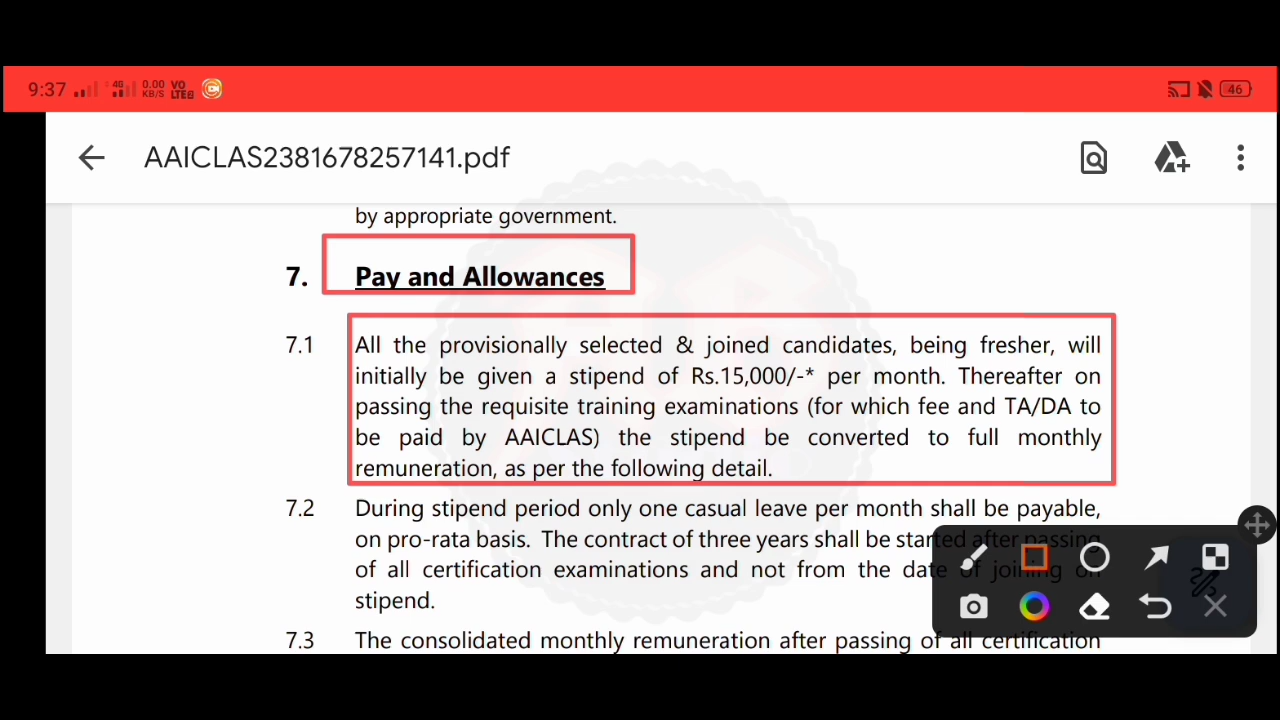 9:37 4G 0.00 KB/S VO LTE2 46
AAICLAS2381678257141.pdf
by appropriate government.
7. Pay and Allowances
7.1 All the provisionally selected & joined candidates, being fresher, will
initially be given a stipend of Rs.15,000/-* per month. Thereafter on
passing the requisite training examinations (for which fee and TA/DA to
be paid by AAICLAS) the stipend be converted to full monthly
remuneration, as per the following detail.
7.2 During stipend period only one casual leave per month shall be payable,
on pro-rata basis. The contract of three years shall be started after passing
of all certification examinations and not from the date of joining on
stipend.
7.3 The consolidated monthly remuneration after passing of all certification